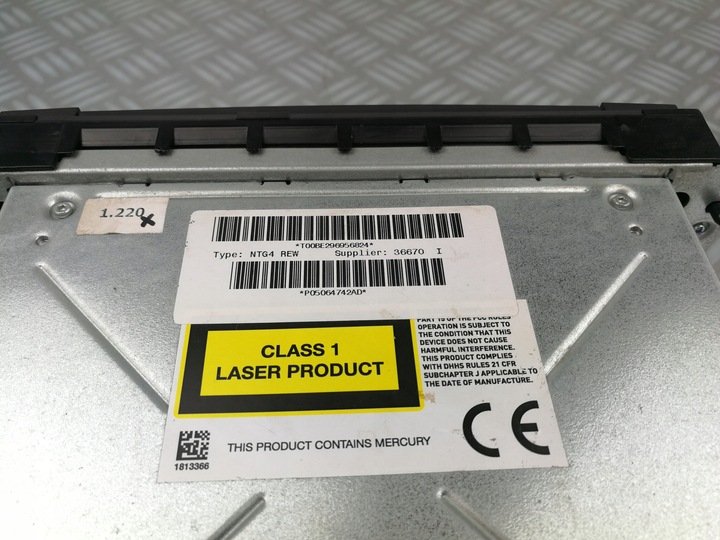 1.220
*T00BE296956824*
Type: NTG4 REW Supplier: 36670 I
*P05064742AD*
PART 15 OF THE FCC RULES
OPERATION IS SUBJECT TO
THE CONDITION THAT THIS
DEVICE DOES NOT CAUSE
HARMFUL INTERFERENCE.
THIS PRODUCT COMPLIES
WITH DHHS RULES 21 CFR
SUBCHAPTER J APPLICABLE TO
THE DATE OF MANUFACTURE.
CLASS 1
LASER PRODUCT
THIS PRODUCT CONTAINS MERCURY
CE
1813366